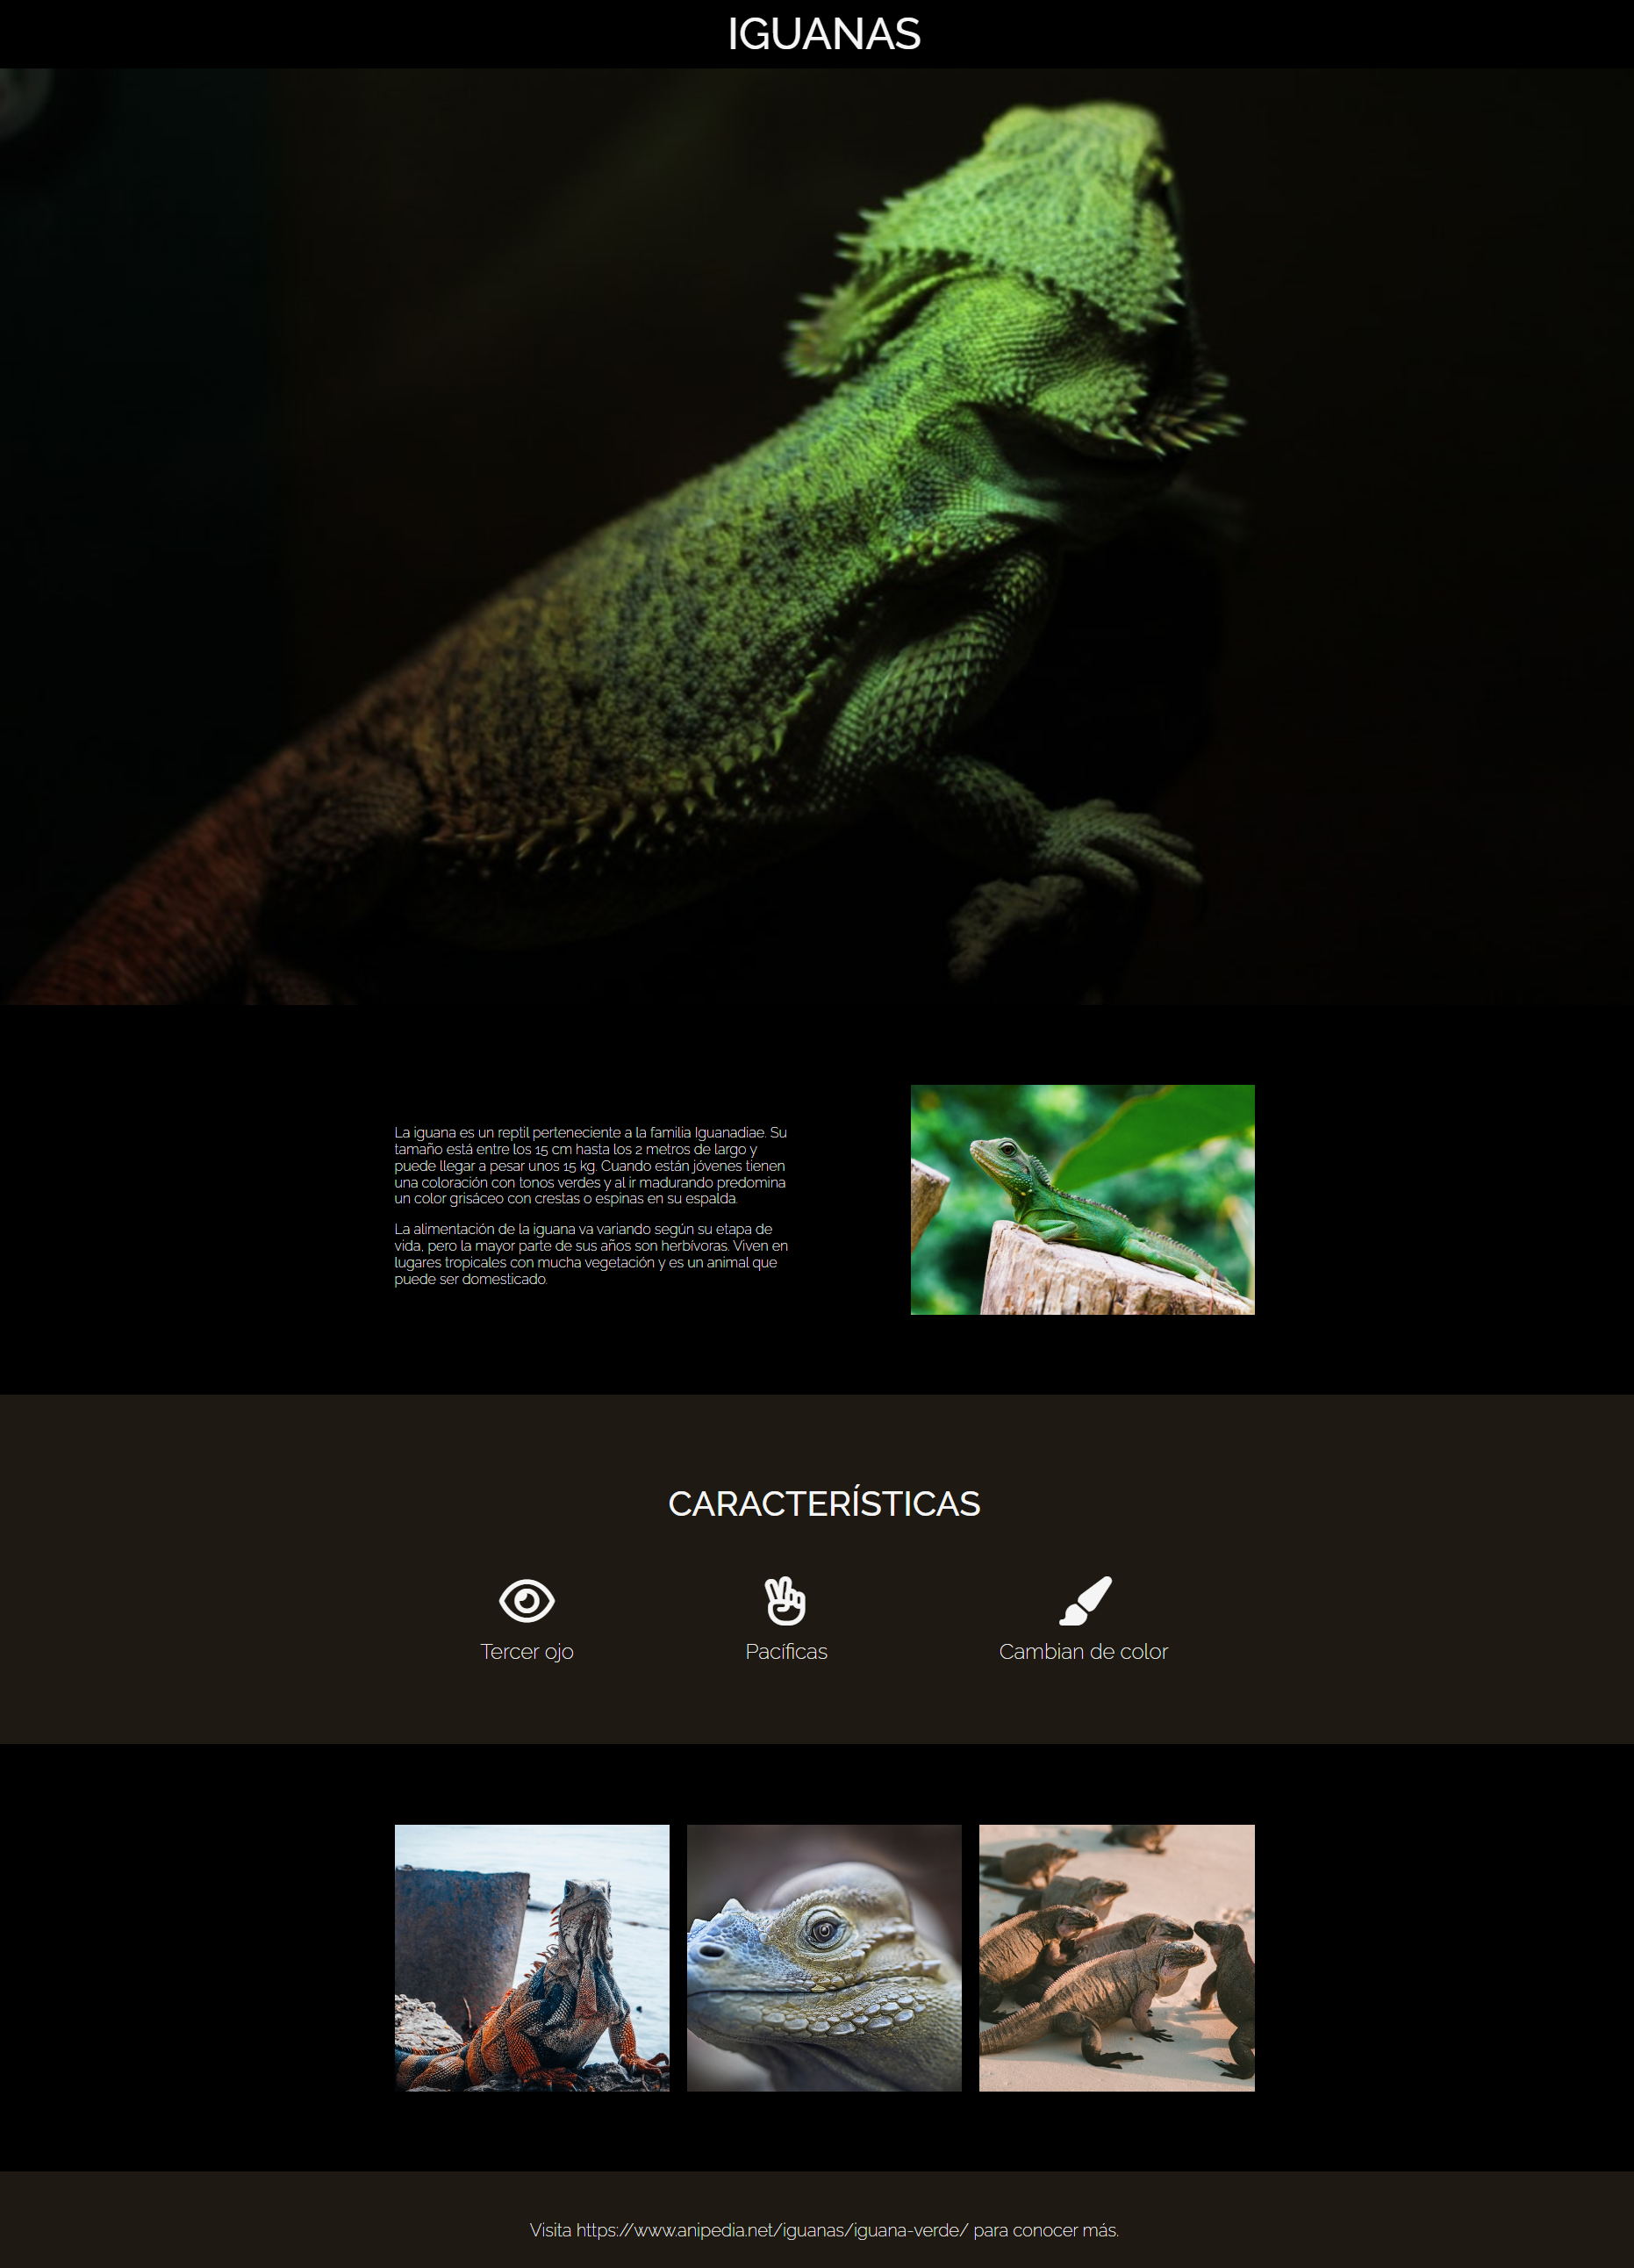 IGUANAS
La iguana es un reptil perteneciente a la familia Iguanadiae. Su
tamaño está entre los 15 cm hasta los 2 metros de largo y
puede llegar a pesar unos 15 kg. Cuando están jóvenes tienen
una coloración con tonos verdes y al ir madurando predomina
un color grisáceo con crestas o espinas en su espalda.
La alimentación de la iguana va variando según su etapa de
vida, pero la mayor parte de sus años son herbívoras. Viven en
lugares tropicales con mucha vegetación y es un animal que
puede ser domesticado.
CARACTERÍSTICAS
Tercer ojo
Pacíficas
Cambian de color
Visita https://www.anipedia.net/iguanas/iguana-verde/ para conocer más.